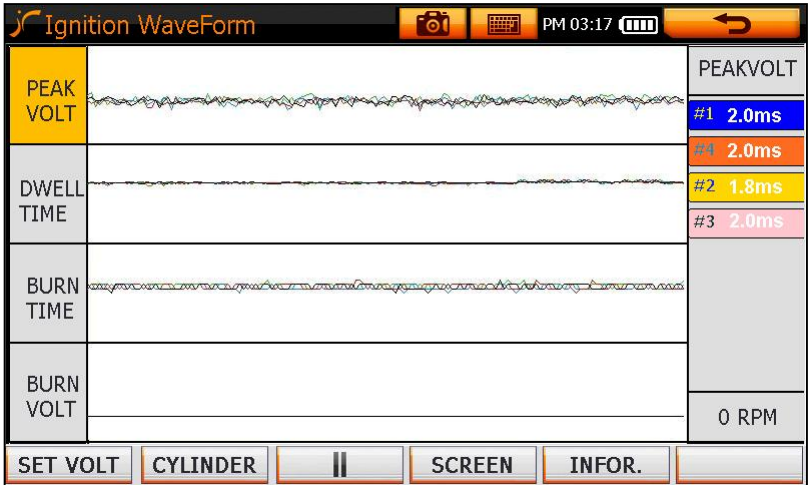 Ignition WaveForm
PM 03:17
PEAK
VOLT
DWELL
TIME
BURN
TIME
BURN
VOLT
PEAKVOLT
#1 2.0ms
#4 2.0ms
#2 1.8ms
#3 2.0ms
0 RPM
SET VOLT
CYLINDER
SCREEN
INFOR.